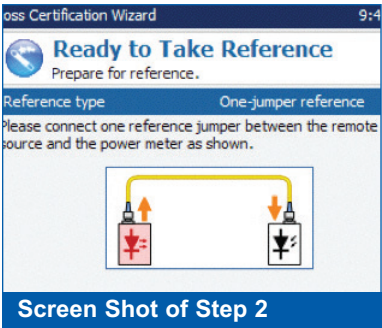 oss Certification Wizard 9:4
Ready to Take Reference
Prepare for reference.
Reference type One-jumper reference
Please connect one reference jumper between the remote
source and the power meter as shown.
Screen Shot of Step 2